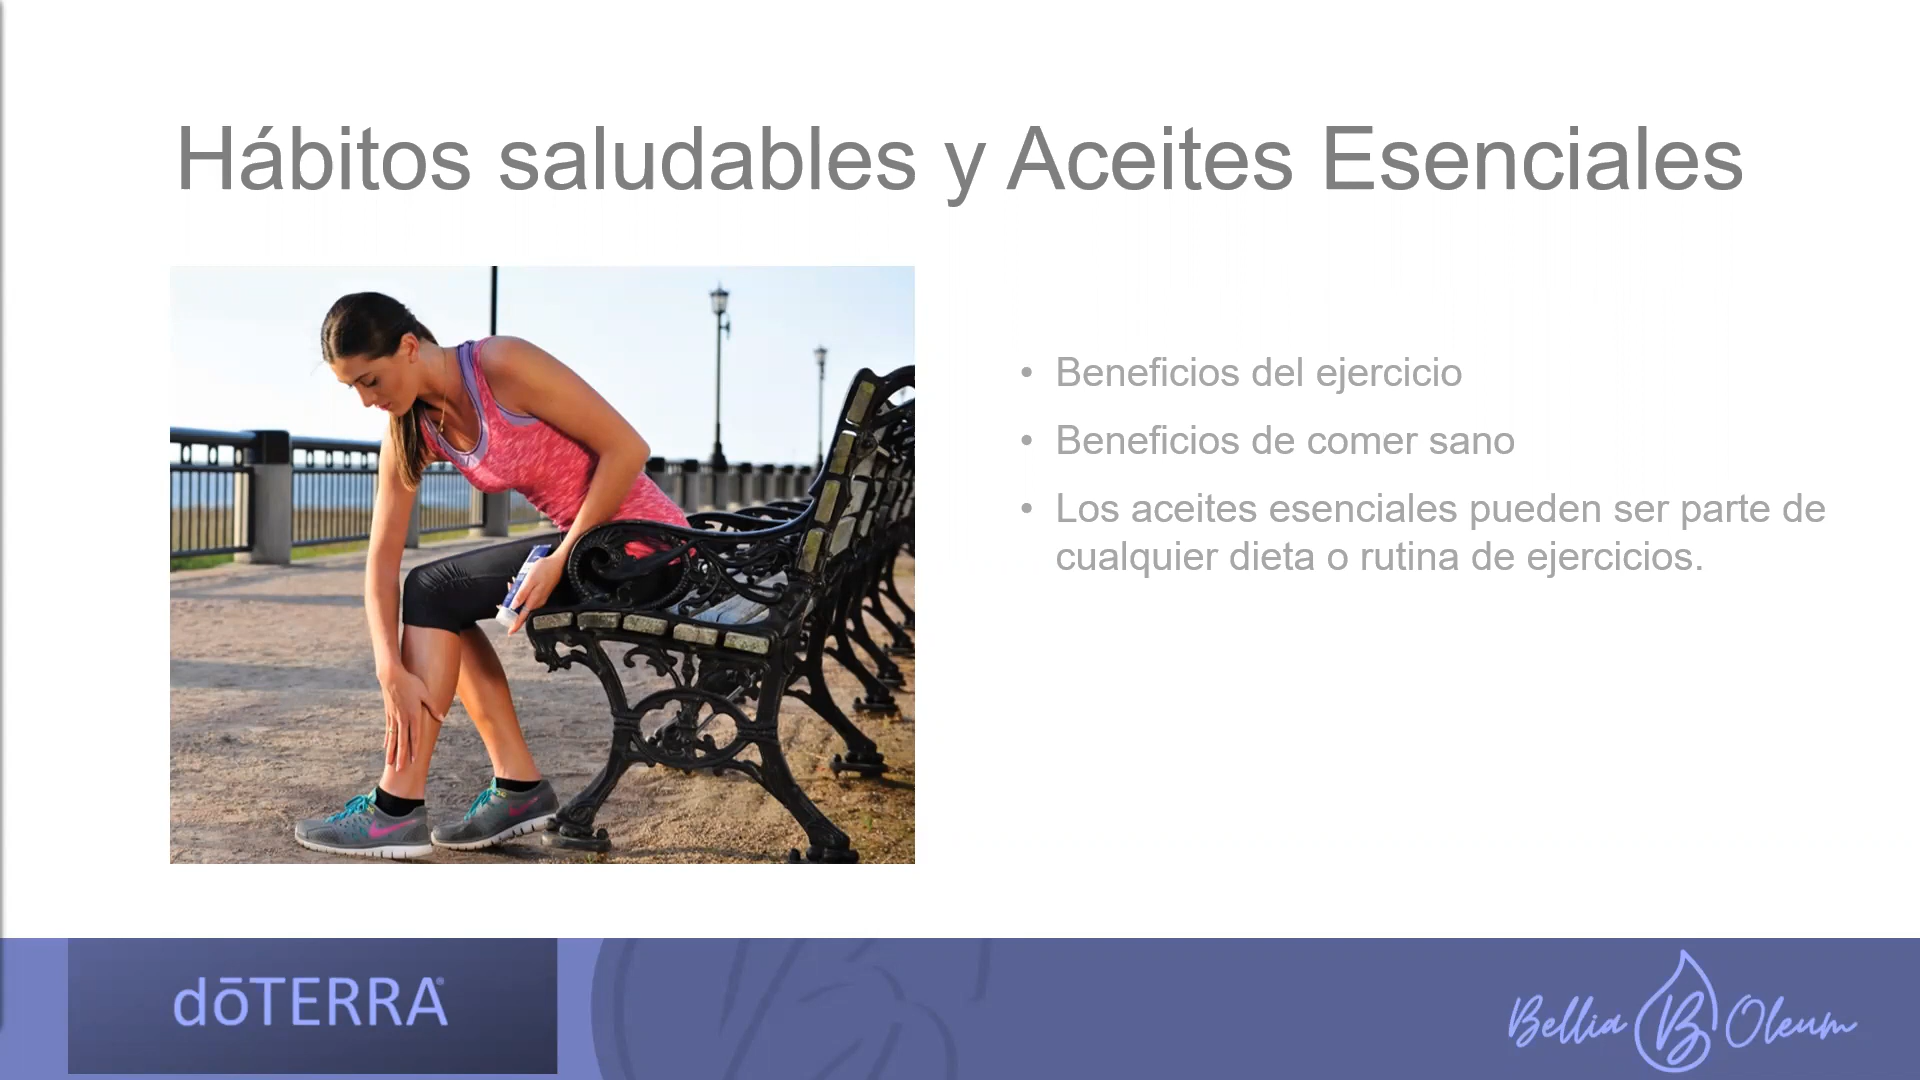 Hábitos saludables y Aceites Esenciales
• Beneficios del ejercicio
• Beneficios de comer sano
• Los aceites esenciales pueden ser parte de
cualquier dieta o rutina de ejercicios.
dōTERRA®
Bellia B Oleum